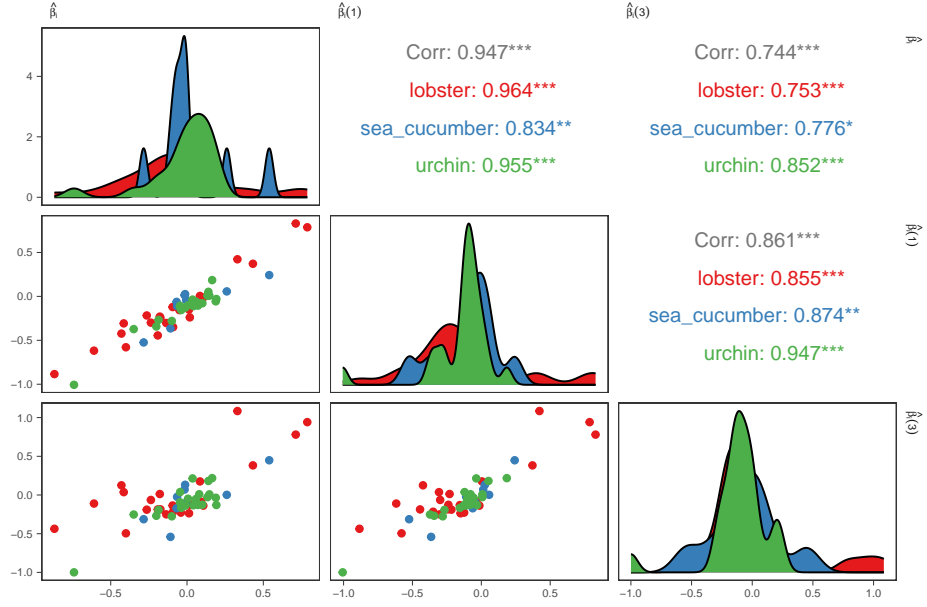 β̂ᵢ β̂ᵢ(1) β̂ᵢ(3)
Corr: 0.947***
lobster: 0.964***
sea_cucumber: 0.834**
urchin: 0.955***
Corr: 0.744***
lobster: 0.753***
sea_cucumber: 0.776*
urchin: 0.852***
β̂ᵢ
4
2
0
Corr: 0.861***
lobster: 0.855***
sea_cucumber: 0.874**
urchin: 0.947***
β̂ᵢ(1)
0.5
0.0
−0.5
−1.0
β̂ᵢ(3)
1.0
0.5
0.0
−0.5
−1.0
−0.5 0.0 0.5 −1.0 −0.5 0.0 0.5 −1.0 −0.5 0.0 0.5 1.0